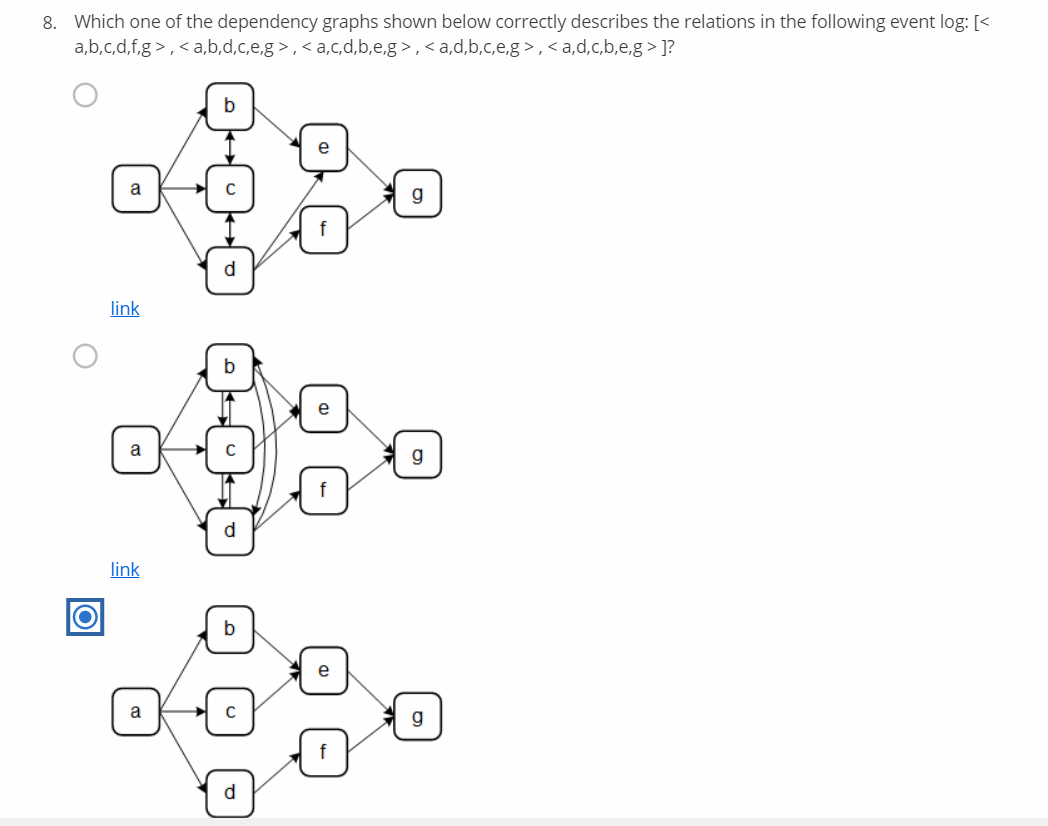 8. Which one of the dependency graphs shown below correctly describes the relations in the following event log: [<
a,b,c,d,f,g > , < a,b,d,c,e,g > , < a,c,d,b,e,g > , < a,d,b,c,e,g > , < a,d,c,b,e,g > ]?
b
e
a
c
g
f
d
link
b
e
a
c
g
f
d
link
b
e
a
c
g
f
d